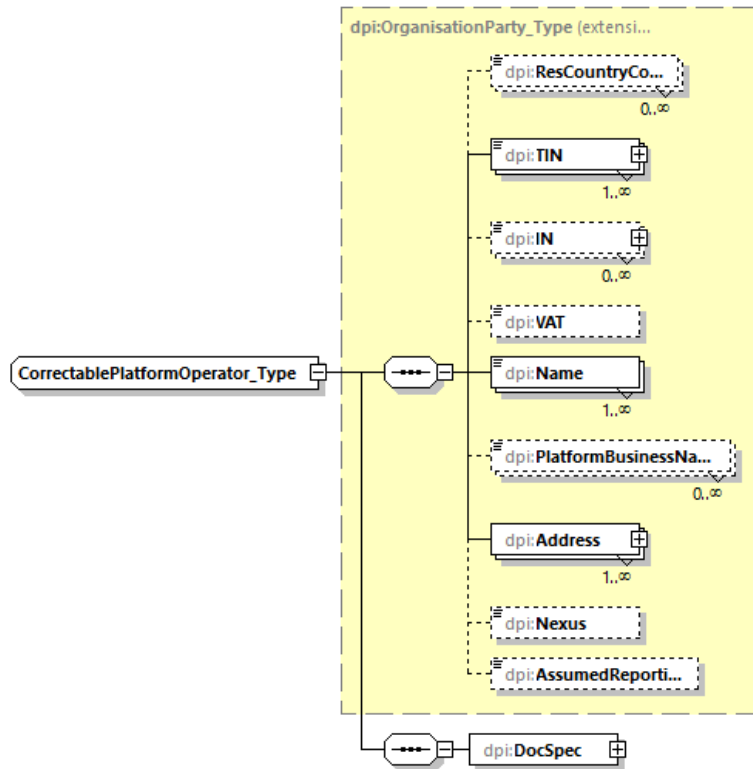 dpi:OrganisationParty_Type (extensi...
dpi:ResCountryCo...
0..∞
dpi:TIN
1..∞
dpi:IN
0..∞
dpi:VAT
CorrectablePlatformOperator_Type
dpi:Name
1..∞
dpi:PlatformBusinessNa...
0..∞
dpi:Address
1..∞
dpi:Nexus
dpi:AssumedReporti...
dpi:DocSpec